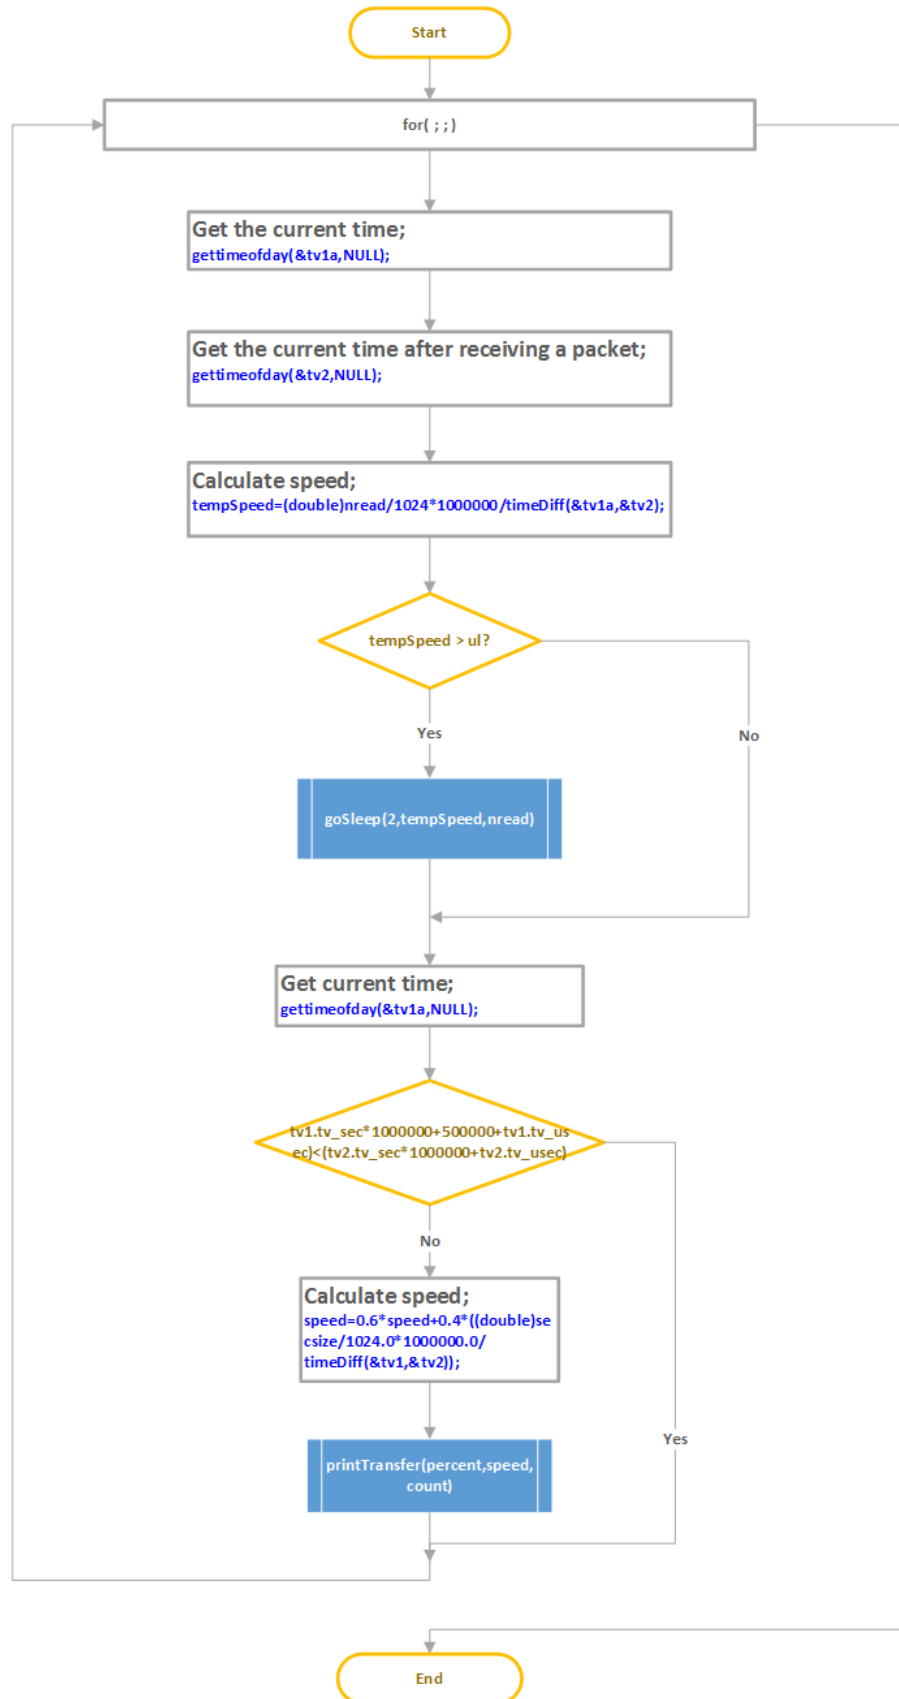 Start
for( ; ; )
Get the current time;
gettimeofday(&tv1a,NULL);
Get the current time after receiving a packet;
gettimeofday(&tv2,NULL);
Calculate speed;
tempSpeed=(double)nread/1024*1000000/timeDiff(&tv1a,&tv2);
tempSpeed > ul?
Yes
No
goSleep(2,tempSpeed,nread)
Get current time;
gettimeofday(&tv1a,NULL);
tv1.tv_sec*1000000+500000+tv1.tv_us
ec)<(tv2.tv_sec*1000000+tv2.tv_usec)
No
Calculate speed;
speed=0.6*speed+0.4*((double)se
csize/1024.0*1000000.0/
timeDiff(&tv1,&tv2));
Yes
printTransfer(percent,speed,
count)
End